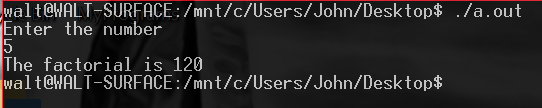 walt@WALT-SURFACE:/mnt/c/Users/John/Desktop$ ./a.out
Enter the number
5
The factorial is 120
walt@WALT-SURFACE:/mnt/c/Users/John/Desktop$